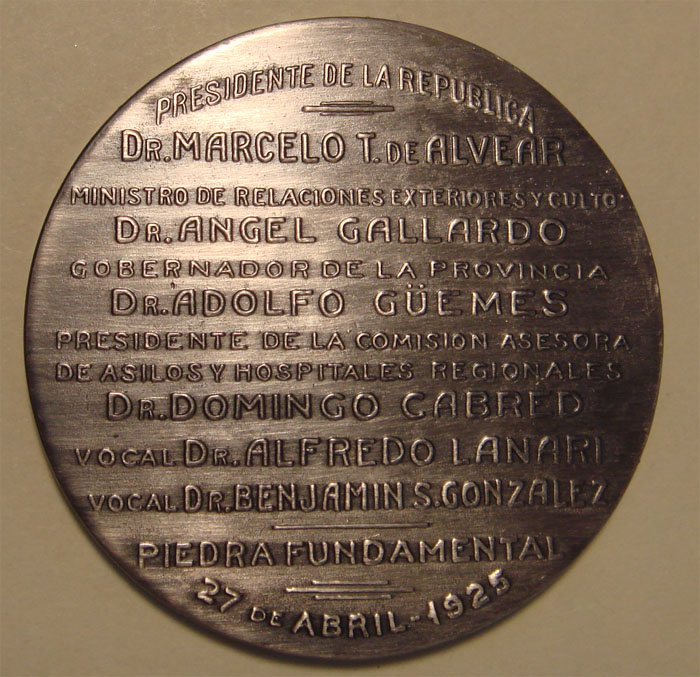 PRESIDENTE DE LA REPUBLICA
DR. MARCELO T. DE ALVEAR
MINISTRO DE RELACIONES EXTERIORES Y CULTO
DR. ANGEL GALLARDO
GOBERNADOR DE LA PROVINCIA
DR. ADOLFO GÜEMES
PRESIDENTE DE LA COMISION ASESORA
DE ASILOS Y HOSPITALES REGIONALES
DR. DOMINGO CABRED
VOCAL DR. ALFREDO LANARI
VOCAL DR. BENJAMIN S. GONZALEZ
PIEDRA FUNDAMENTAL
27 DE ABRIL - 1925